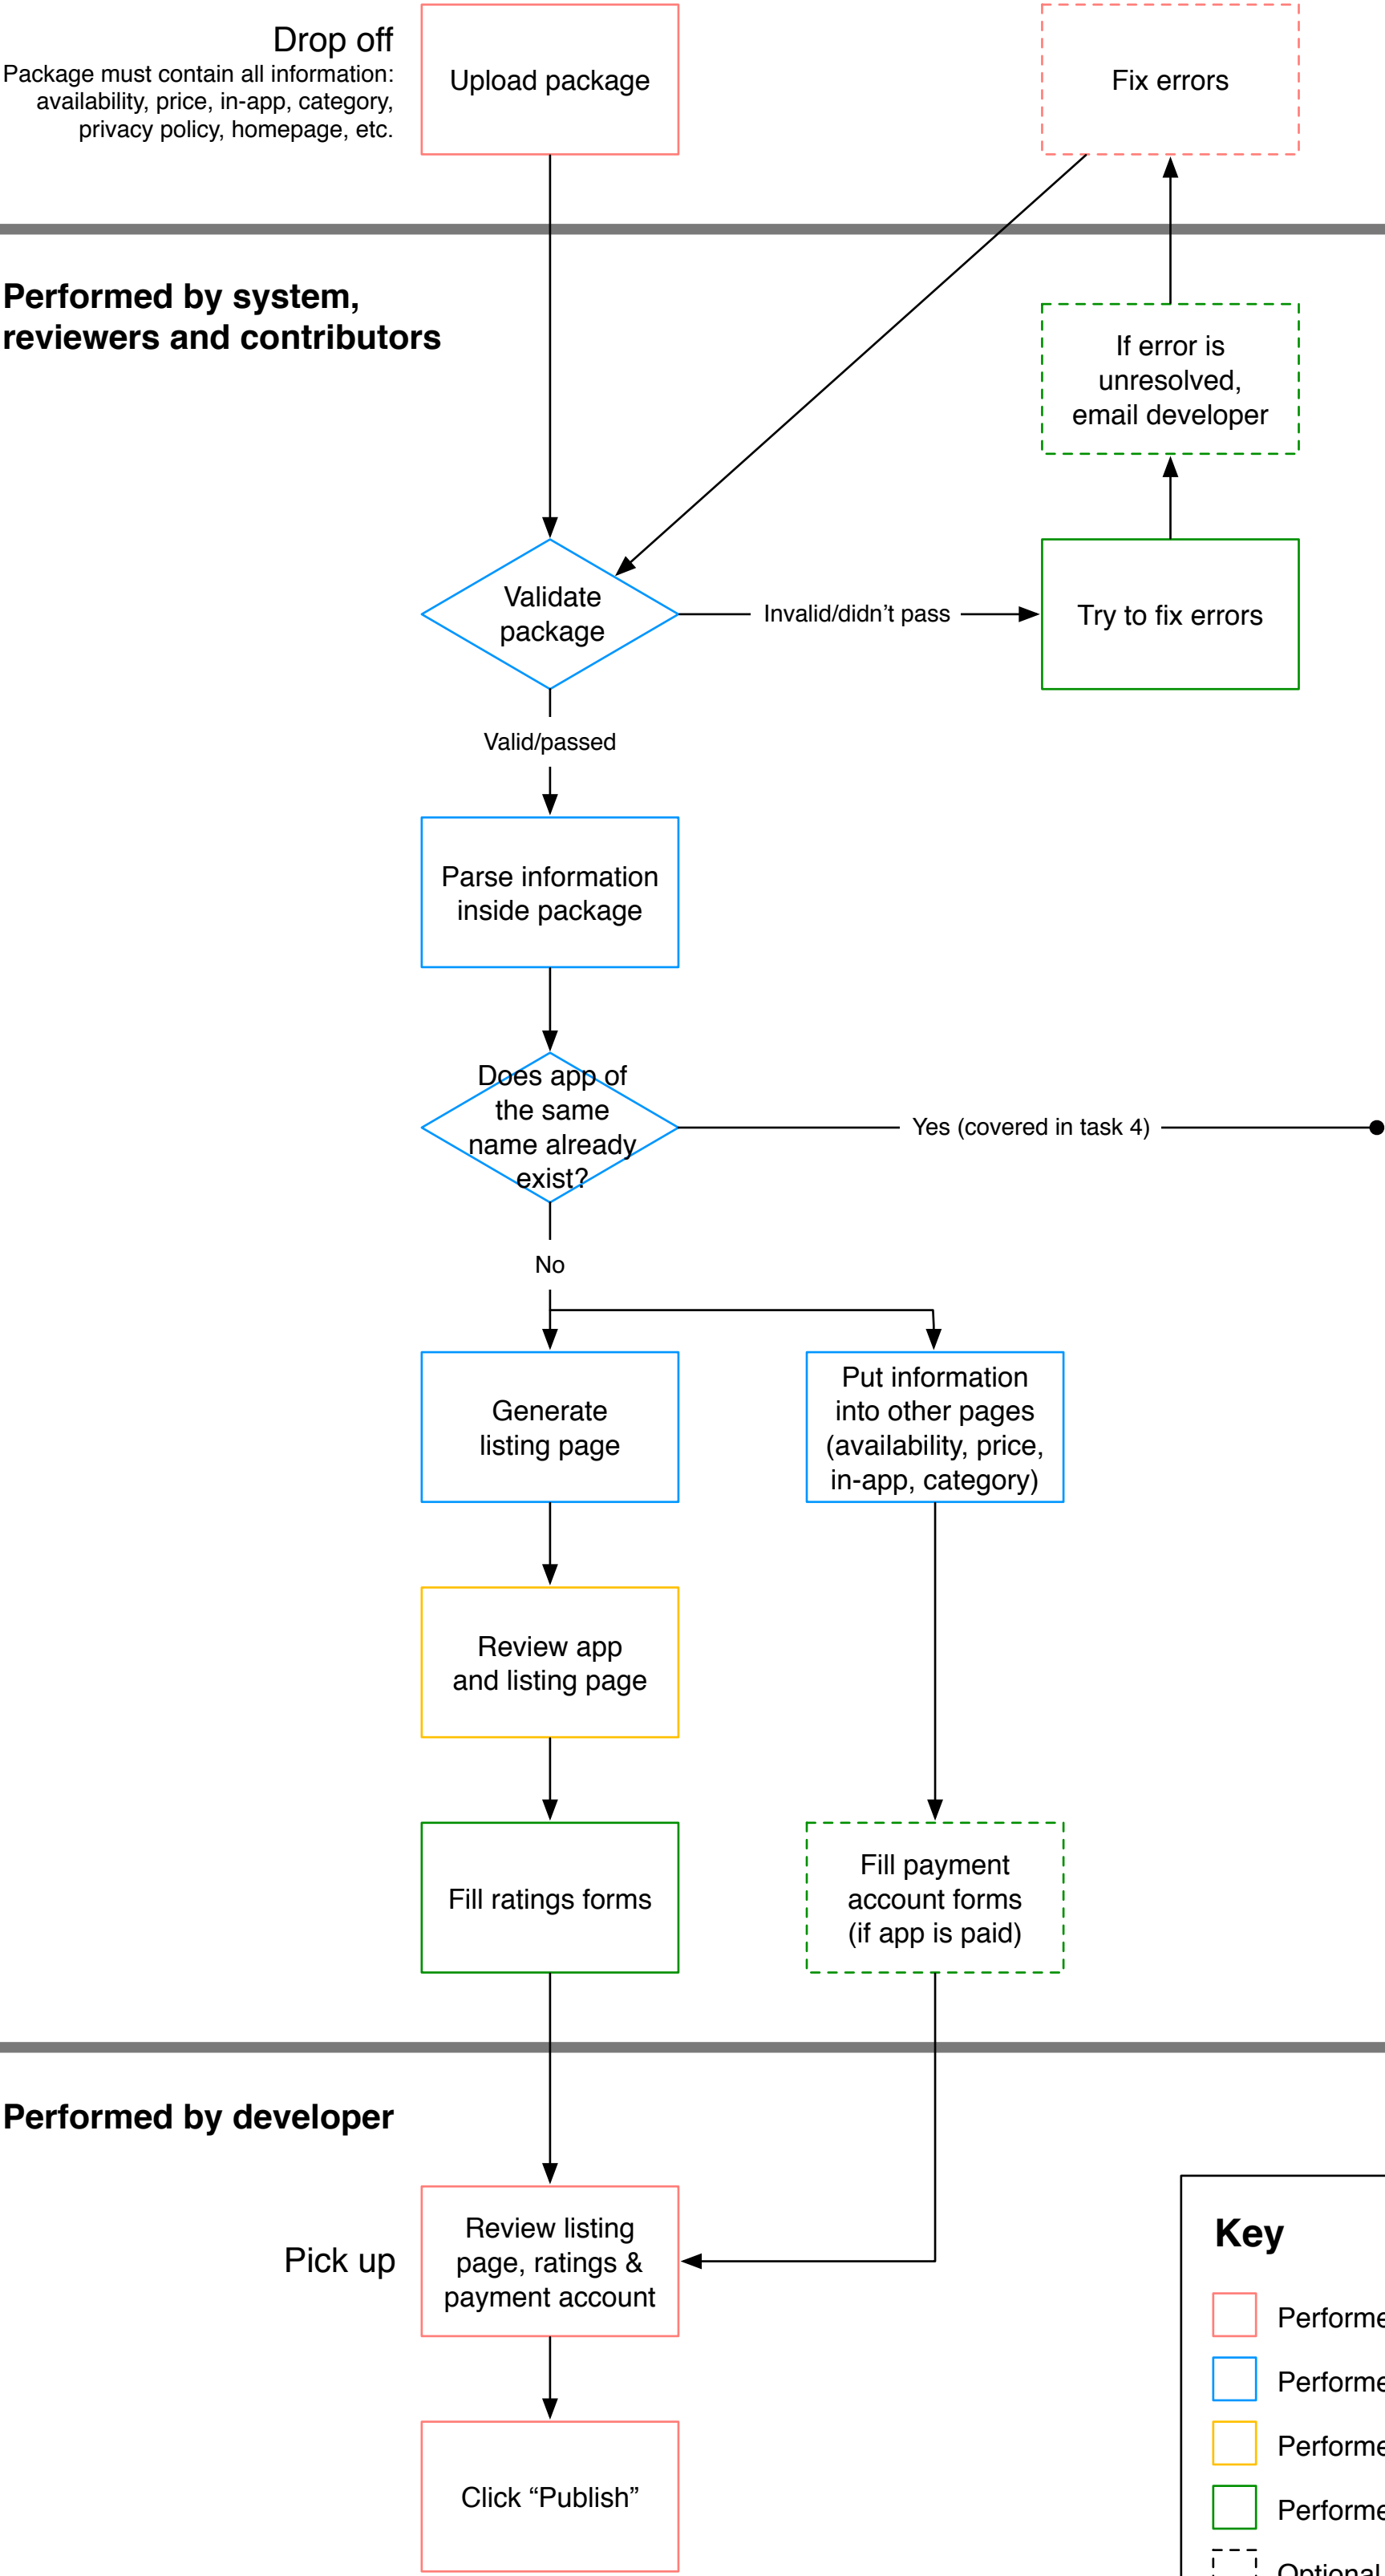 Drop off
Package must contain all information:
availability, price, in-app, category,
privacy policy, homepage, etc.
Upload package
Fix errors
Performed by system,
reviewers and contributors
If error is
unresolved,
email developer
Validate
package
Invalid/didn’t pass
Try to fix errors
Valid/passed
Parse information
inside package
Does app of
the same
name already
exist?
Yes (covered in task 4)
No
Generate
listing page
Put information
into other pages
(availability, price,
in-app, category)
Review app
and listing page
Fill ratings forms
Fill payment
account forms
(if app is paid)
Performed by developer
Pick up
Review listing
page, ratings &
payment account
Click “Publish”
Key
Performe
Performe
Performe
Performe
Optional